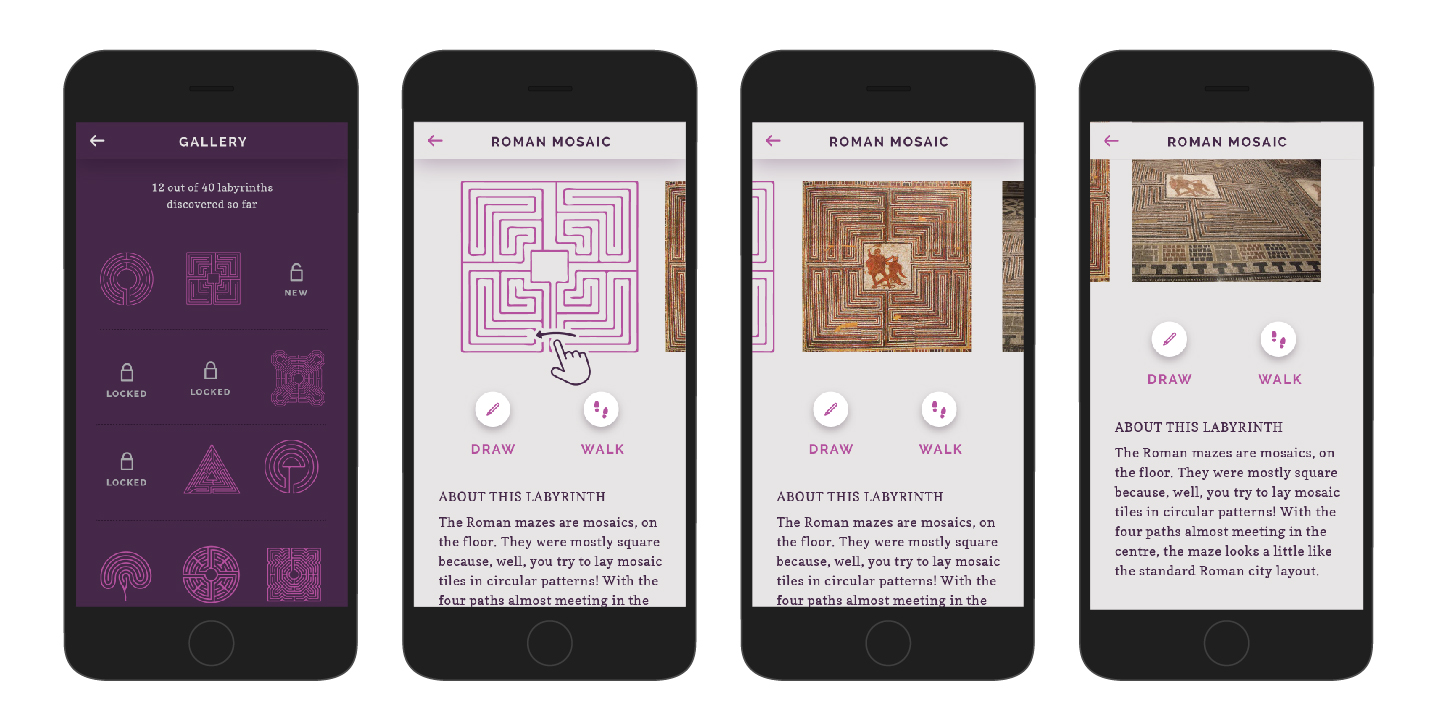 GALLERY
12 out of 40 labyrinths
discovered so far
NEW
LOCKED
LOCKED
LOCKED
ROMAN MOSAIC
DRAW
WALK
ABOUT THIS LABYRINTH
The Roman mazes are mosaics, on
the floor. They were mostly square
because, well, you try to lay mosaic
tiles in circular patterns! With the
four paths almost meeting in the
ROMAN MOSAIC
DRAW
WALK
ABOUT THIS LABYRINTH
The Roman mazes are mosaics, on
the floor. They were mostly square
because, well, you try to lay mosaic
tiles in circular patterns! With the
four paths almost meeting in the
ROMAN MOSAIC
DRAW
WALK
ABOUT THIS LABYRINTH
The Roman mazes are mosaics, on
the floor. They were mostly square
because, well, you try to lay mosaic
tiles in circular patterns! With the
four paths almost meeting in the
centre, the maze looks a little like
the standard Roman city layout.